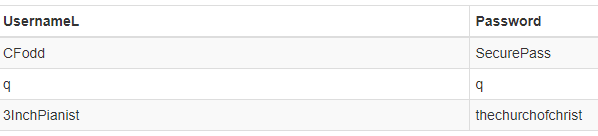 UsernameL Password
CFodd SecurePass
q q
3InchPianist thechurchofchrist